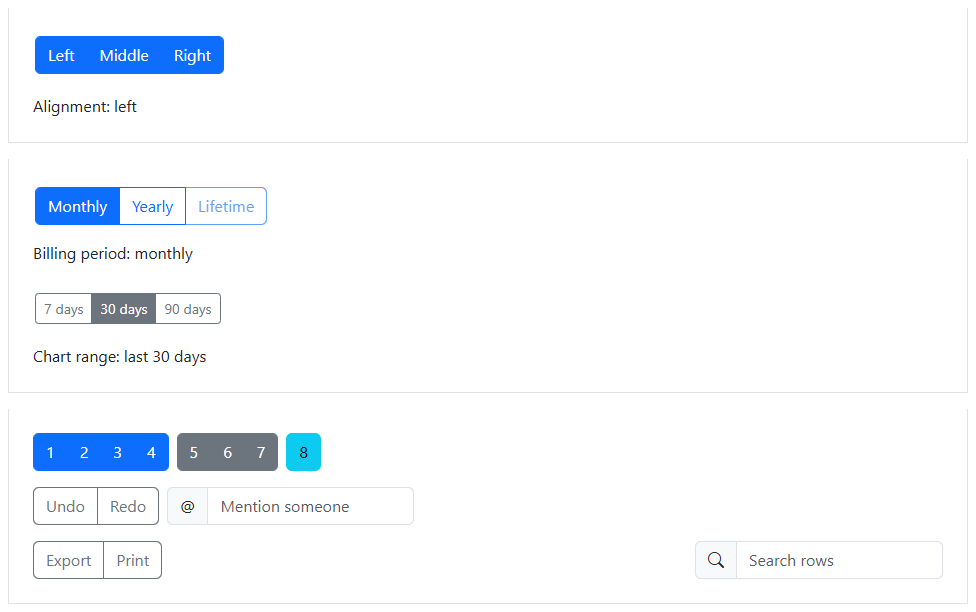 Left Middle Right
Alignment: left
Monthly Yearly Lifetime
Billing period: monthly
7 days 30 days 90 days
Chart range: last 30 days
1 2 3 4 5 6 7 8
Undo Redo @ Mention someone
Export Print Search rows